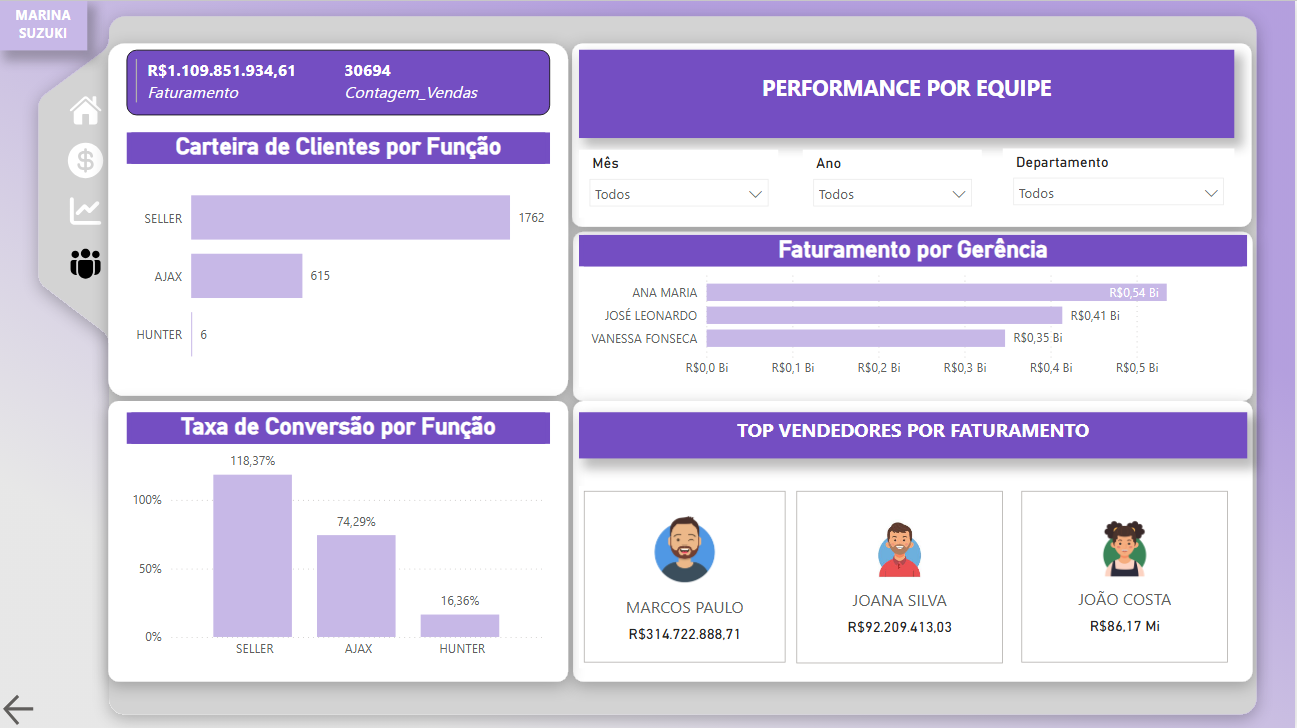 MARINA
SUZUKI
R$1.109.851.934,61
Faturamento
30694
Contagem_Vendas
Carteira de Clientes por Função
SELLER
1762
AJAX
615
HUNTER
6
PERFORMANCE POR EQUIPE
Mês
Todos
Ano
Todos
Departamento
Todos
Faturamento por Gerência
ANA MARIA
R$0,54 Bi
JOSÉ LEONARDO
R$0,41 Bi
VANESSA FONSECA
R$0,35 Bi
R$0,0 Bi
R$0,1 Bi
R$0,2 Bi
R$0,3 Bi
R$0,4 Bi
R$0,5 Bi
Taxa de Conversão por Função
118,37%
74,29%
16,36%
100%
50%
0%
SELLER
AJAX
HUNTER
TOP VENDEDORES POR FATURAMENTO
MARCOS PAULO
R$314.722.888,71
JOANA SILVA
R$92.209.413,03
JOÃO COSTA
R$86,17 Mi